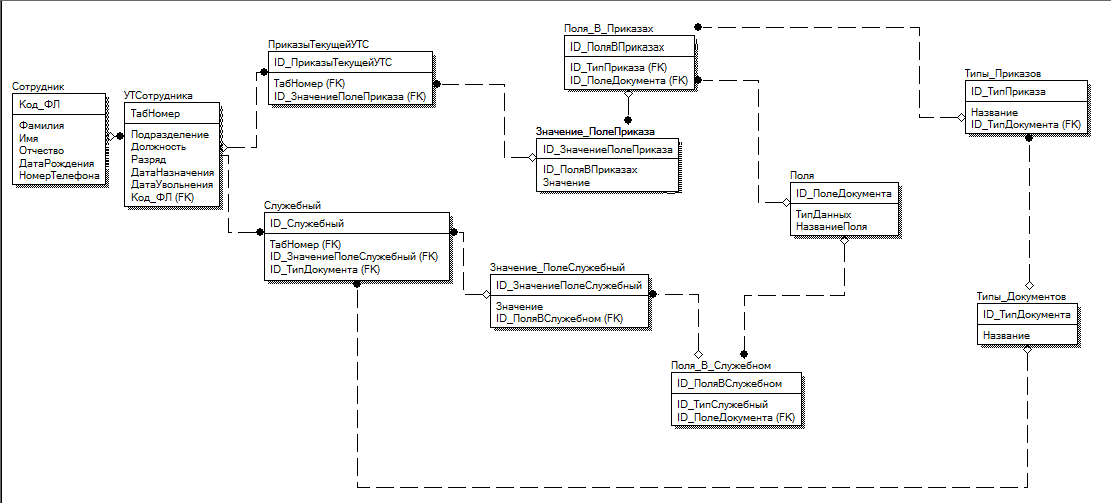 Сотрудник
Код_ФЛ
Фамилия
Имя
Отчество
ДатаРождения
НомерТелефона
УТСотрудника
ТабНомер
Подразделение
Должность
Разряд
ДатаНазначения
ДатаУвольнения
Код_ФЛ (FK)
ПриказыТекущейУТС
ID_ПриказыТекущейУТС
ТабНомер (FK)
ID_ЗначениеПолеПриказа (FK)
Поля_В_Приказах
ID_ПоляВПриказах
ID_ТипПриказа (FK)
ID_ПолеДокумента (FK)
Типы_Приказов
ID_ТипПриказа
Название
ID_ТипДокумента (FK)
Значение_ПолеПриказа
ID_ЗначениеПолеПриказа
ID_ПоляВПриказах
Значение
Поля
ID_ПолеДокумента
ТипДанных
НазваниеПоля
Служебный
ID_Служебный
ТабНомер (FK)
ID_ЗначениеПолеСлужебный (FK)
ID_ТипДокумента (FK)
Значение_ПолеСлужебный
ID_ЗначениеПолеСлужебный
Значение
ID_ПоляВСлужебном (FK)
Типы_Документов
ID_ТипДокумента
Название
Поля_В_Служебном
ID_ПоляВСлужебном
ID_ТипСлужебный
ID_ПолеДокумента (FK)